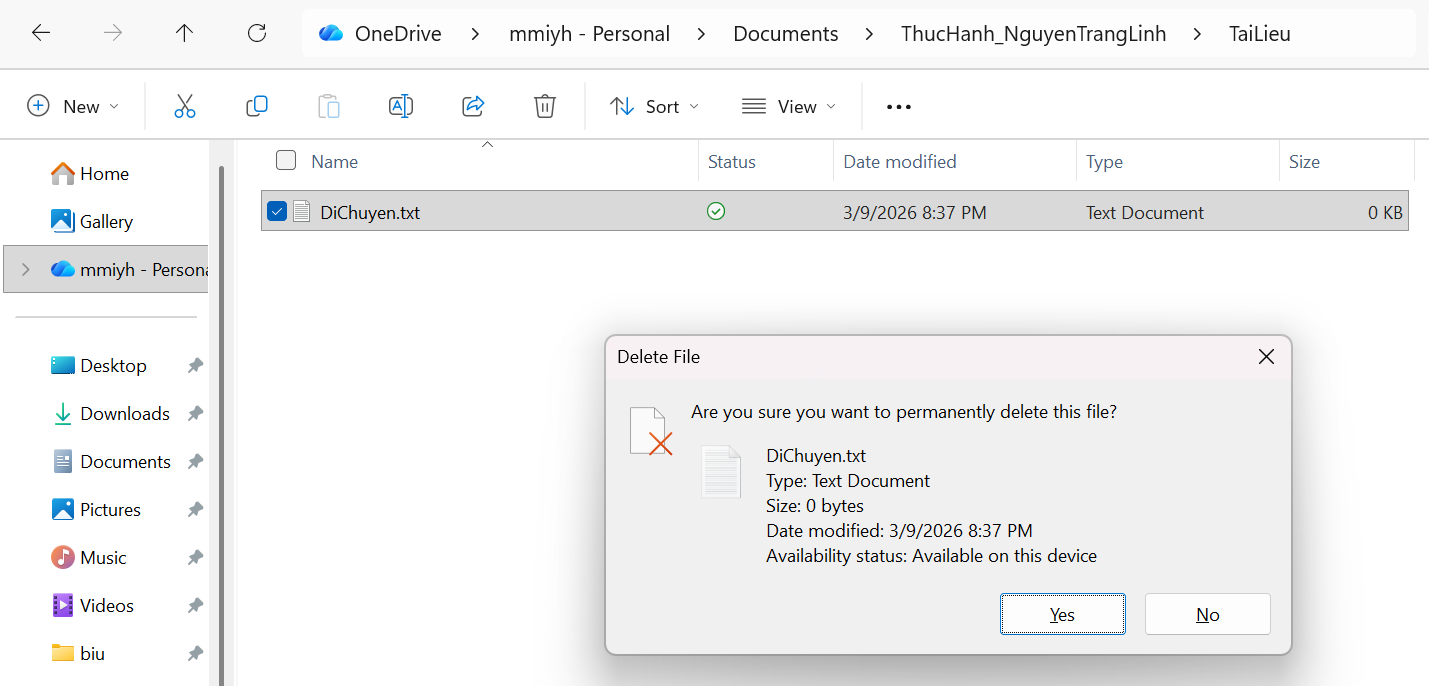 OneDrive > mmiyh - Personal > Documents > ThucHanh_NguyenTrangLinh > TaiLieu
New Sort View
Name Status Date modified Type Size
DiChuyen.txt 3/9/2026 8:37 PM Text Document 0 KB
Home
Gallery
mmiyh - Persona
Desktop
Downloads
Documents
Pictures
Music
Videos
biu
Delete File
Are you sure you want to permanently delete this file?
DiChuyen.txt
Type: Text Document
Size: 0 bytes
Date modified: 3/9/2026 8:37 PM
Availability status: Available on this device
Yes No